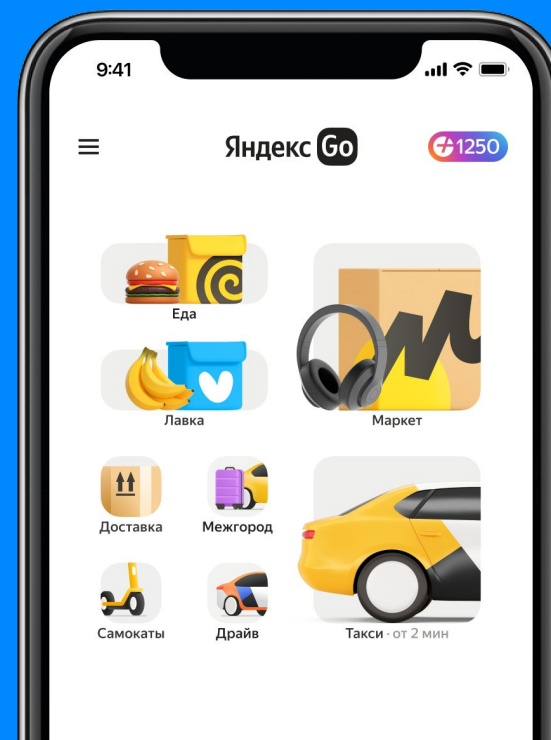 9:41
Яндекс Go
1250
Еда
Лавка
Маркет
Доставка
Межгород
Самокаты
Драйв
Такси · от 2 мин